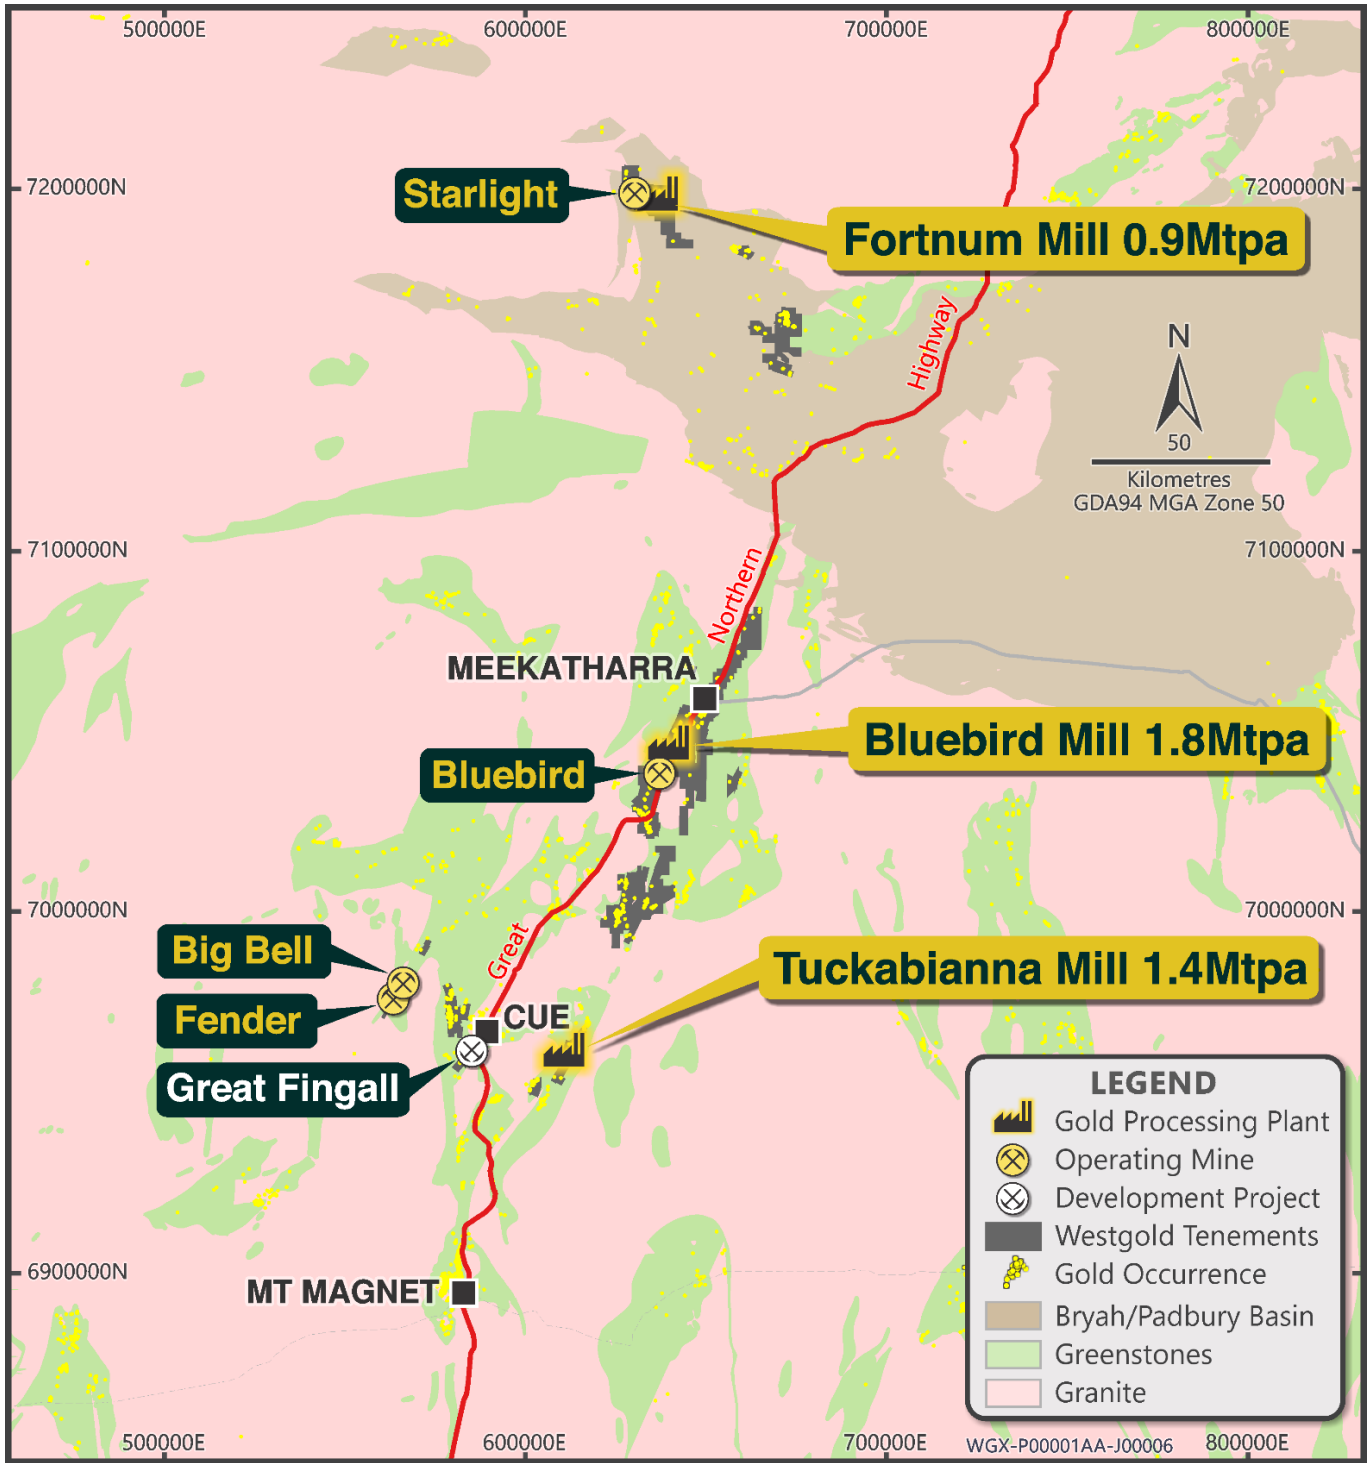 500000E
600000E
700000E
800000E
7200000N
7200000N
Starlight
Fortnum Mill 0.9Mtpa
Highway
N
50
Kilometres
GDA94 MGA Zone 50
7100000N
7100000N
Northern
MEEKATHARRA
Bluebird Mill 1.8Mtpa
Bluebird
7000000N
7000000N
Great
Big Bell
Tuckabianna Mill 1.4Mtpa
Fender
CUE
Great Fingall
LEGEND
Gold Processing Plant
Operating Mine
Development Project
Westgold Tenements
Gold Occurrence
Bryah/Padbury Basin
Greenstones
Granite
6900000N
MT MAGNET
500000E
600000E
700000E
WGX-P00001AA-J00006
800000E